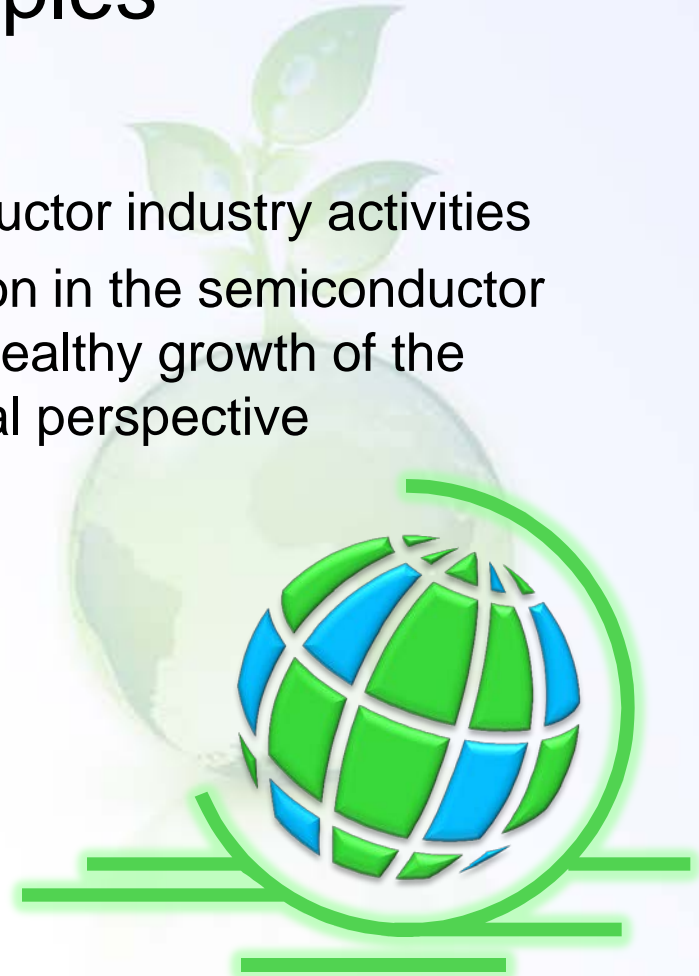 ples
uctor industry activities
on in the semiconductor
ealthy growth of the
al perspective